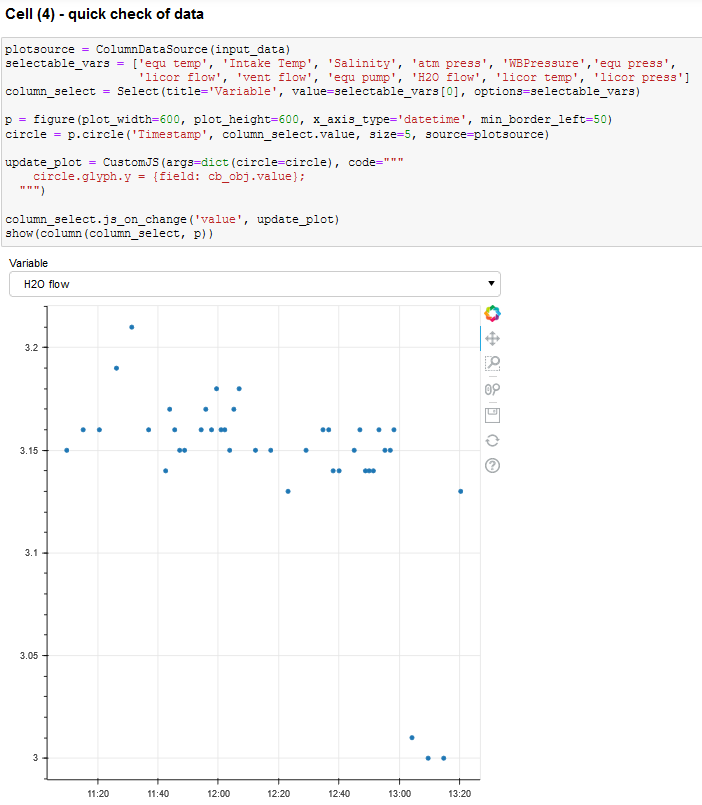 Cell (4) - quick check of data
plotsource = ColumnDataSource(input_data)
selectable_vars = ['equ temp', 'Intake Temp', 'Salinity', 'atm press', 'WBPressure','equ press',
                   'licor flow', 'vent flow', 'equ pump', 'H2O flow', 'licor temp', 'licor press']
column_select = Select(title='Variable', value=selectable_vars[0], options=selectable_vars)
p = figure(plot_width=600, plot_height=600, x_axis_type='datetime', min_border_left=50)
circle = p.circle('Timestamp', column_select.value, size=5, source=plotsource)
update_plot = CustomJS(args=dict(circle=circle), code="""
    circle.glyph.y = {field: cb_obj.value};
  """)
column_select.js_on_change('value', update_plot)
show(column(column_select, p))
Variable
H2O flow
3.2
3.15
3.1
3.05
3
11:20 11:40 12:00 12:20 12:40 13:00 13:20